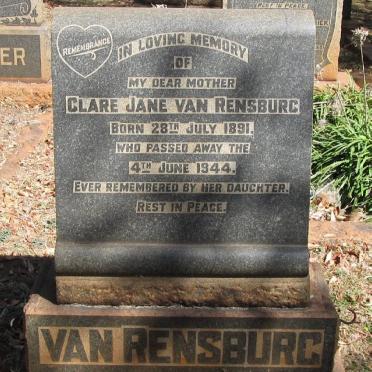 REMEMBRANCE
IN LOVING MEMORY
OF
MY DEAR MOTHER
CLARE JANE VAN RENSBURG
BORN 28TH JULY 1891.
WHO PASSED AWAY THE
4TH JUNE 1944.
EVER REMEMBERED BY HER DAUGHTER.
REST IN PEACE.
VAN RENSBURG
ER